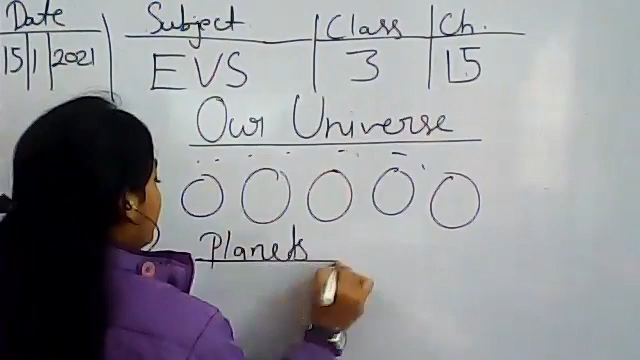 Date Subject Class Ch.
15 1 2021 EVS 3 15
Our Universe
Planets